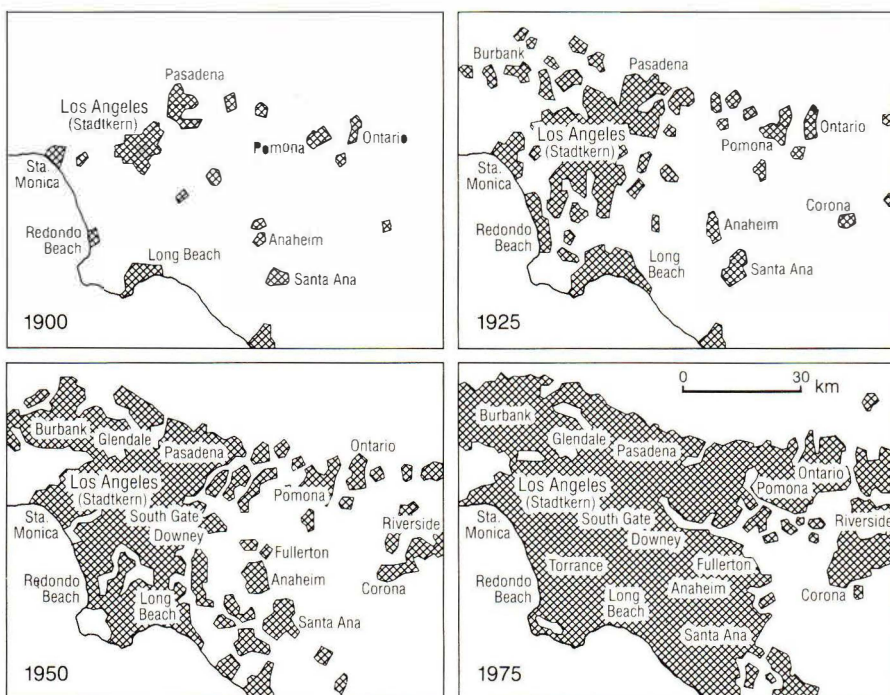 Pasadena
Los Angeles
(Stadtkern)
Pomona
Ontario
Sta.
Monica
Redondo
Beach
Long Beach
Anaheim
Santa Ana
1900
Burbank
Pasadena
Los Angeles
(Stadtkern)
Pomona
Ontario
Sta.
Monica
Redondo
Beach
Long
Beach
Anaheim
Corona
Santa Ana
1925
Burbank
Glendale
Pasadena
Ontario
Los Angeles
(Stadtkern)
Pomona
South Gate
Downey
Sta.
Monica
Riverside
Fullerton
Anaheim
Corona
Redondo
Beach
Long
Beach
Santa Ana
1950
0 30
km
Burbank
Glendale
Pasadena
Ontario
Pomona
Los Angeles
(Stadtkern)
South Gate
Downey
Riverside
Sta.
Monica
Torrance
Fullerton
Redondo
Beach
Long
Beach
Anaheim
Corona
Santa Ana
1975